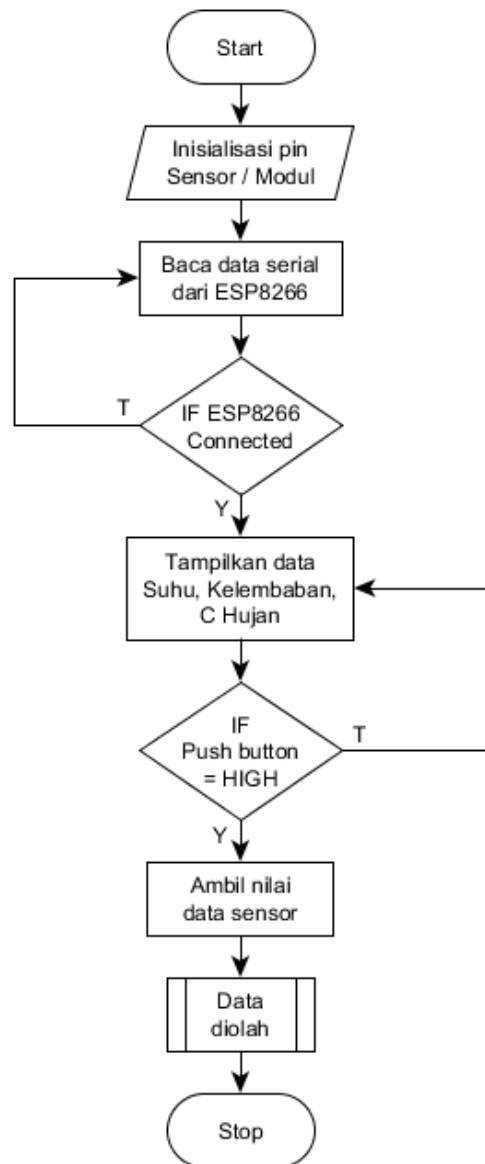 Start
Inisialisasi pin
Sensor / Modul
Baca data serial
dari ESP8266
T
IF ESP8266
Connected
Y
Tampilkan data
Suhu, Kelembaban,
C Hujan
IF
Push button
= HIGH
T
Y
Ambil nilai
data sensor
Data
diolah
Stop